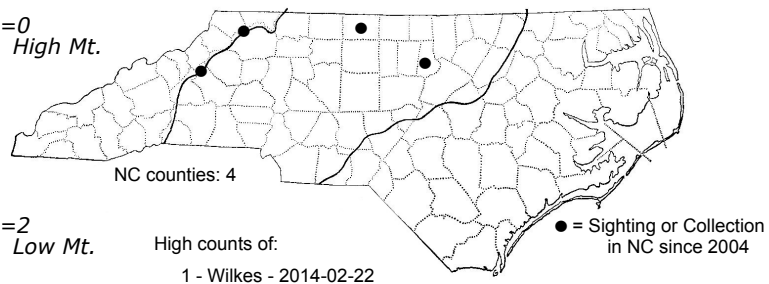 =0
High Mt.
NC counties: 4
=2
Low Mt.
High counts of:
1 - Wilkes - 2014-02-22
● = Sighting or Collection
in NC since 2004